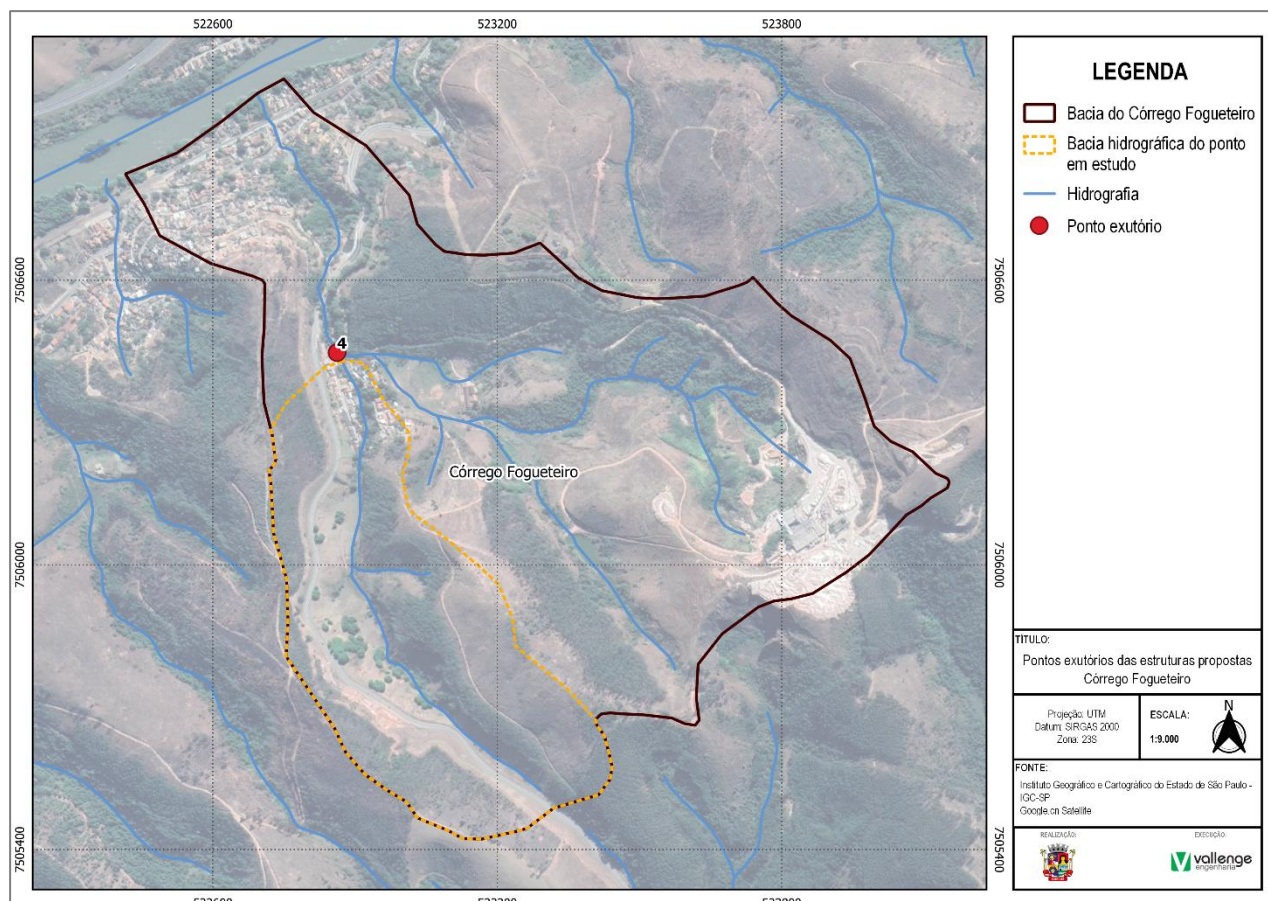 522600
523200
523800
LEGENDA
Bacia do Córrego Fogueteiro
Bacia hidrográfica do ponto
em estudo
Hidrografia
Ponto exutório
7506600
7506600
4
Córrego Fogueteiro
7506000
7506000
TÍTULO:
Pontos exutórios das estruturas propostas
Córrego Fogueteiro
Projeção: UTM
Datum: SIRGAS 2000
Zona: 23S
ESCALA:
1:9.000
N
FONTE:
Instituto Geográfico e Cartográfico do Estado de São Paulo -
IGC-SP
Google.cn Satellite
7505400
7505400
REALIZAÇÃO:
EXECUÇÃO:
vallenge
engenharia
522600
523200